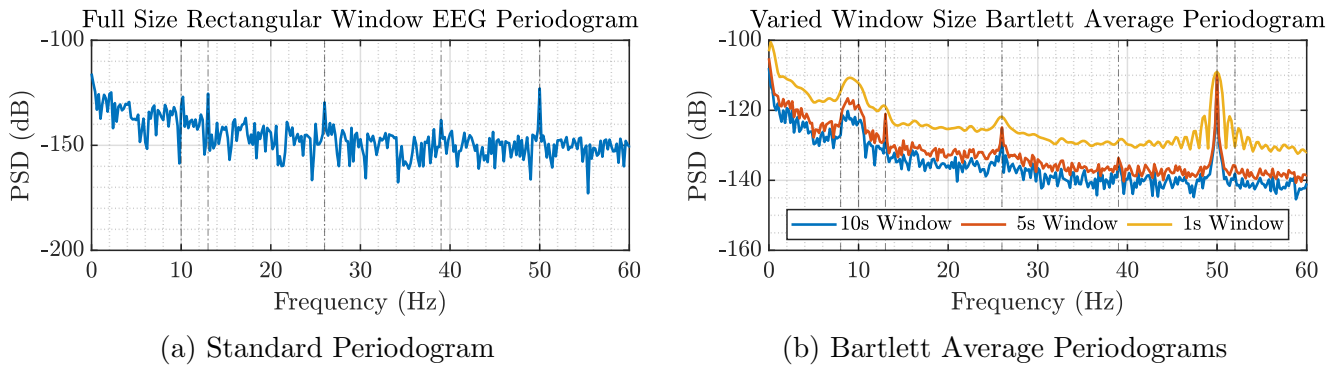 Full Size Rectangular Window EEG Periodogram
-100
-150
-200
PSD (dB)
0 10 20 30 40 50 60
Frequency (Hz)
(a) Standard Periodogram
Varied Window Size Bartlett Average Periodogram
-100
-120
-140
-160
PSD (dB)
10s Window 5s Window 1s Window
0 10 20 30 40 50 60
Frequency (Hz)
(b) Bartlett Average Periodograms